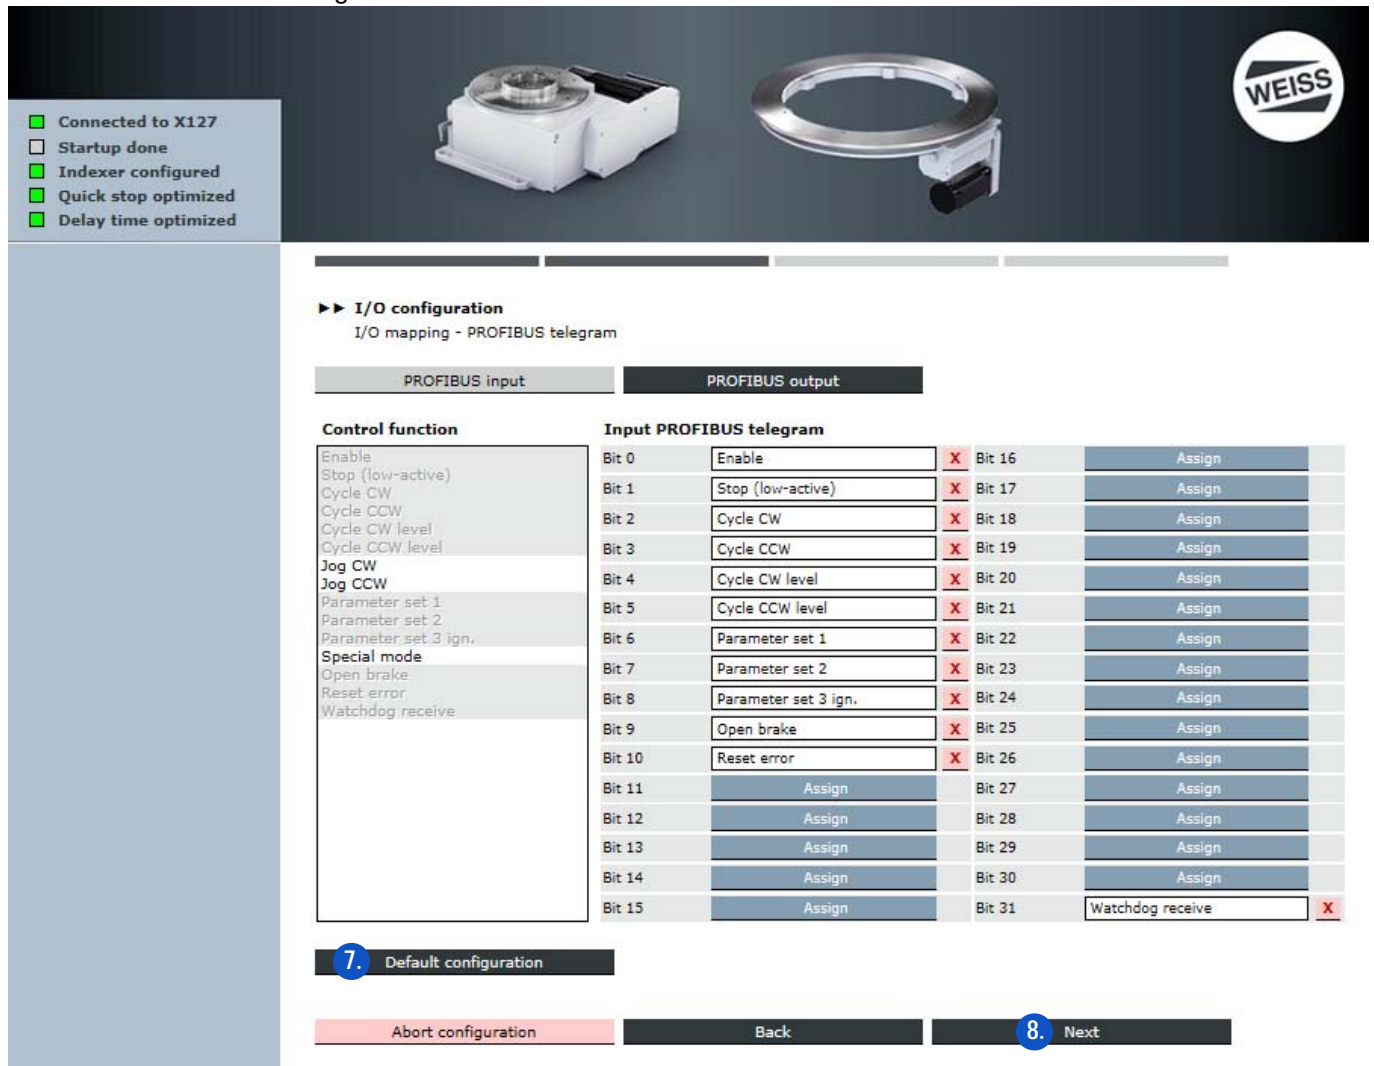 WEISS
Connected to X127
Startup done
Indexer configured
Quick stop optimized
Delay time optimized
►► I/O configuration
I/O mapping - PROFIBUS telegram
PROFIBUS input PROFIBUS output
Control function
Enable
Stop (low-active)
Cycle CW
Cycle CCW
Cycle CW level
Cycle CCW level
Jog CW
Jog CCW
Parameter set 1
Parameter set 2
Parameter set 3 ign.
Special mode
Open brake
Reset error
Watchdog receive
Input PROFIBUS telegram
Bit 0 Enable X Bit 16 Assign
Bit 1 Stop (low-active) X Bit 17 Assign
Bit 2 Cycle CW X Bit 18 Assign
Bit 3 Cycle CCW X Bit 19 Assign
Bit 4 Cycle CW level X Bit 20 Assign
Bit 5 Cycle CCW level X Bit 21 Assign
Bit 6 Parameter set 1 X Bit 22 Assign
Bit 7 Parameter set 2 X Bit 23 Assign
Bit 8 Parameter set 3 ign. X Bit 24 Assign
Bit 9 Open brake X Bit 25 Assign
Bit 10 Reset error X Bit 26 Assign
Bit 11 Assign Bit 27 Assign
Bit 12 Assign Bit 28 Assign
Bit 13 Assign Bit 29 Assign
Bit 14 Assign Bit 30 Assign
Bit 15 Assign Bit 31 Watchdog receive X
7. Default configuration
Abort configuration Back 8. Next